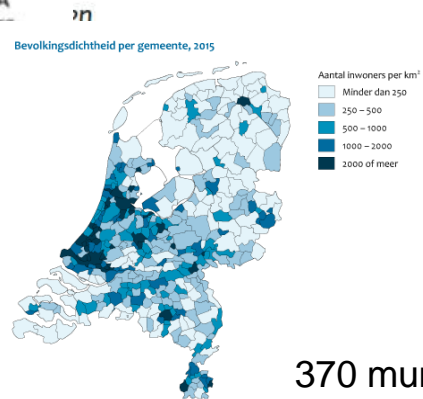 Bevolkingsdichtheid per gemeente, 2015
Aantal inwoners per km²
Minder dan 250
250 – 500
500 – 1000
1000 – 2000
2000 of meer
370